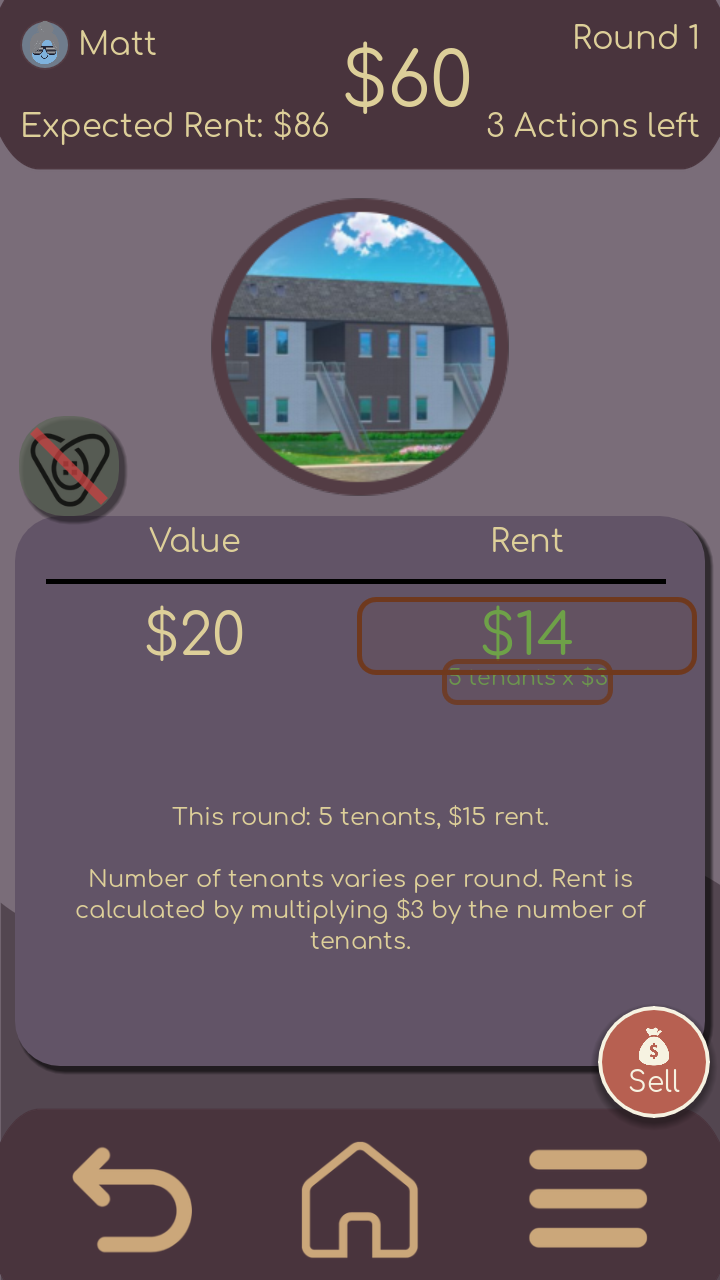 Matt
$60
Round 1
Expected Rent: $86
3 Actions left
Value
Rent
$20
$14
5 tenants x $3
This round: 5 tenants, $15 rent.
Number of tenants varies per round. Rent is
calculated by multiplying $3 by the number of
tenants.
$
Sell